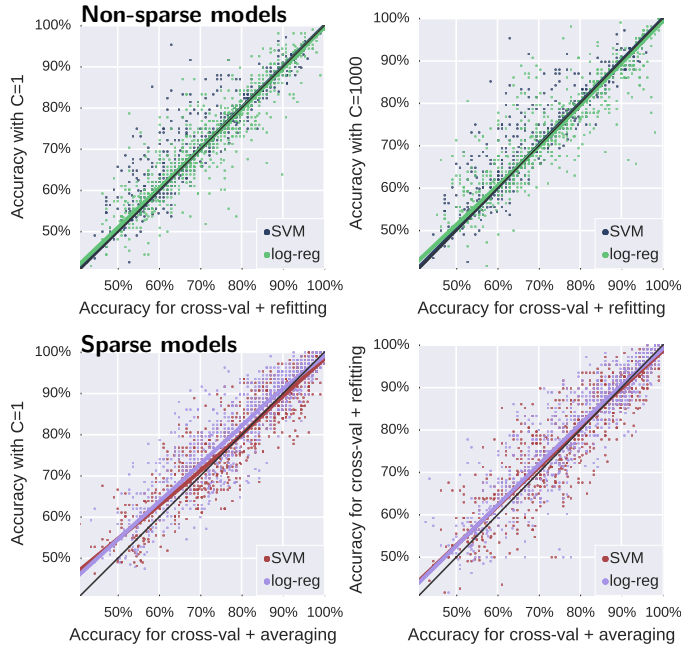 Non-sparse models
100%
90%
80%
70%
60%
50%
Accuracy with C=1
SVM
log-reg
50% 60% 70% 80% 90% 100%
Accuracy for cross-val + refitting
100%
90%
80%
70%
60%
50%
Accuracy with C=1000
SVM
log-reg
50% 60% 70% 80% 90% 100%
Accuracy for cross-val + refitting
Sparse models
100%
90%
80%
70%
60%
50%
Accuracy with C=1
SVM
log-reg
50% 60% 70% 80% 90% 100%
Accuracy for cross-val + averaging
100%
90%
80%
70%
60%
50%
Accuracy for cross-val + refitting
SVM
log-reg
50% 60% 70% 80% 90% 100%
Accuracy for cross-val + averaging